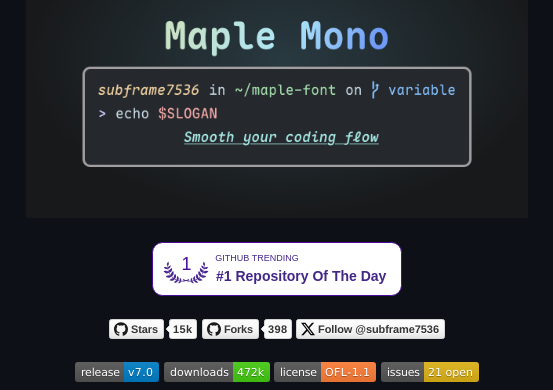 Maple Mono
subframe7536 in ~/maple-font on variable
> echo $SLOGAN
Smooth your coding flow
1 GITHUB TRENDING
#1 Repository Of The Day
Stars 15k Forks 398 Follow @subframe7536
release v7.0 downloads 472k license OFL-1.1 issues 21 open